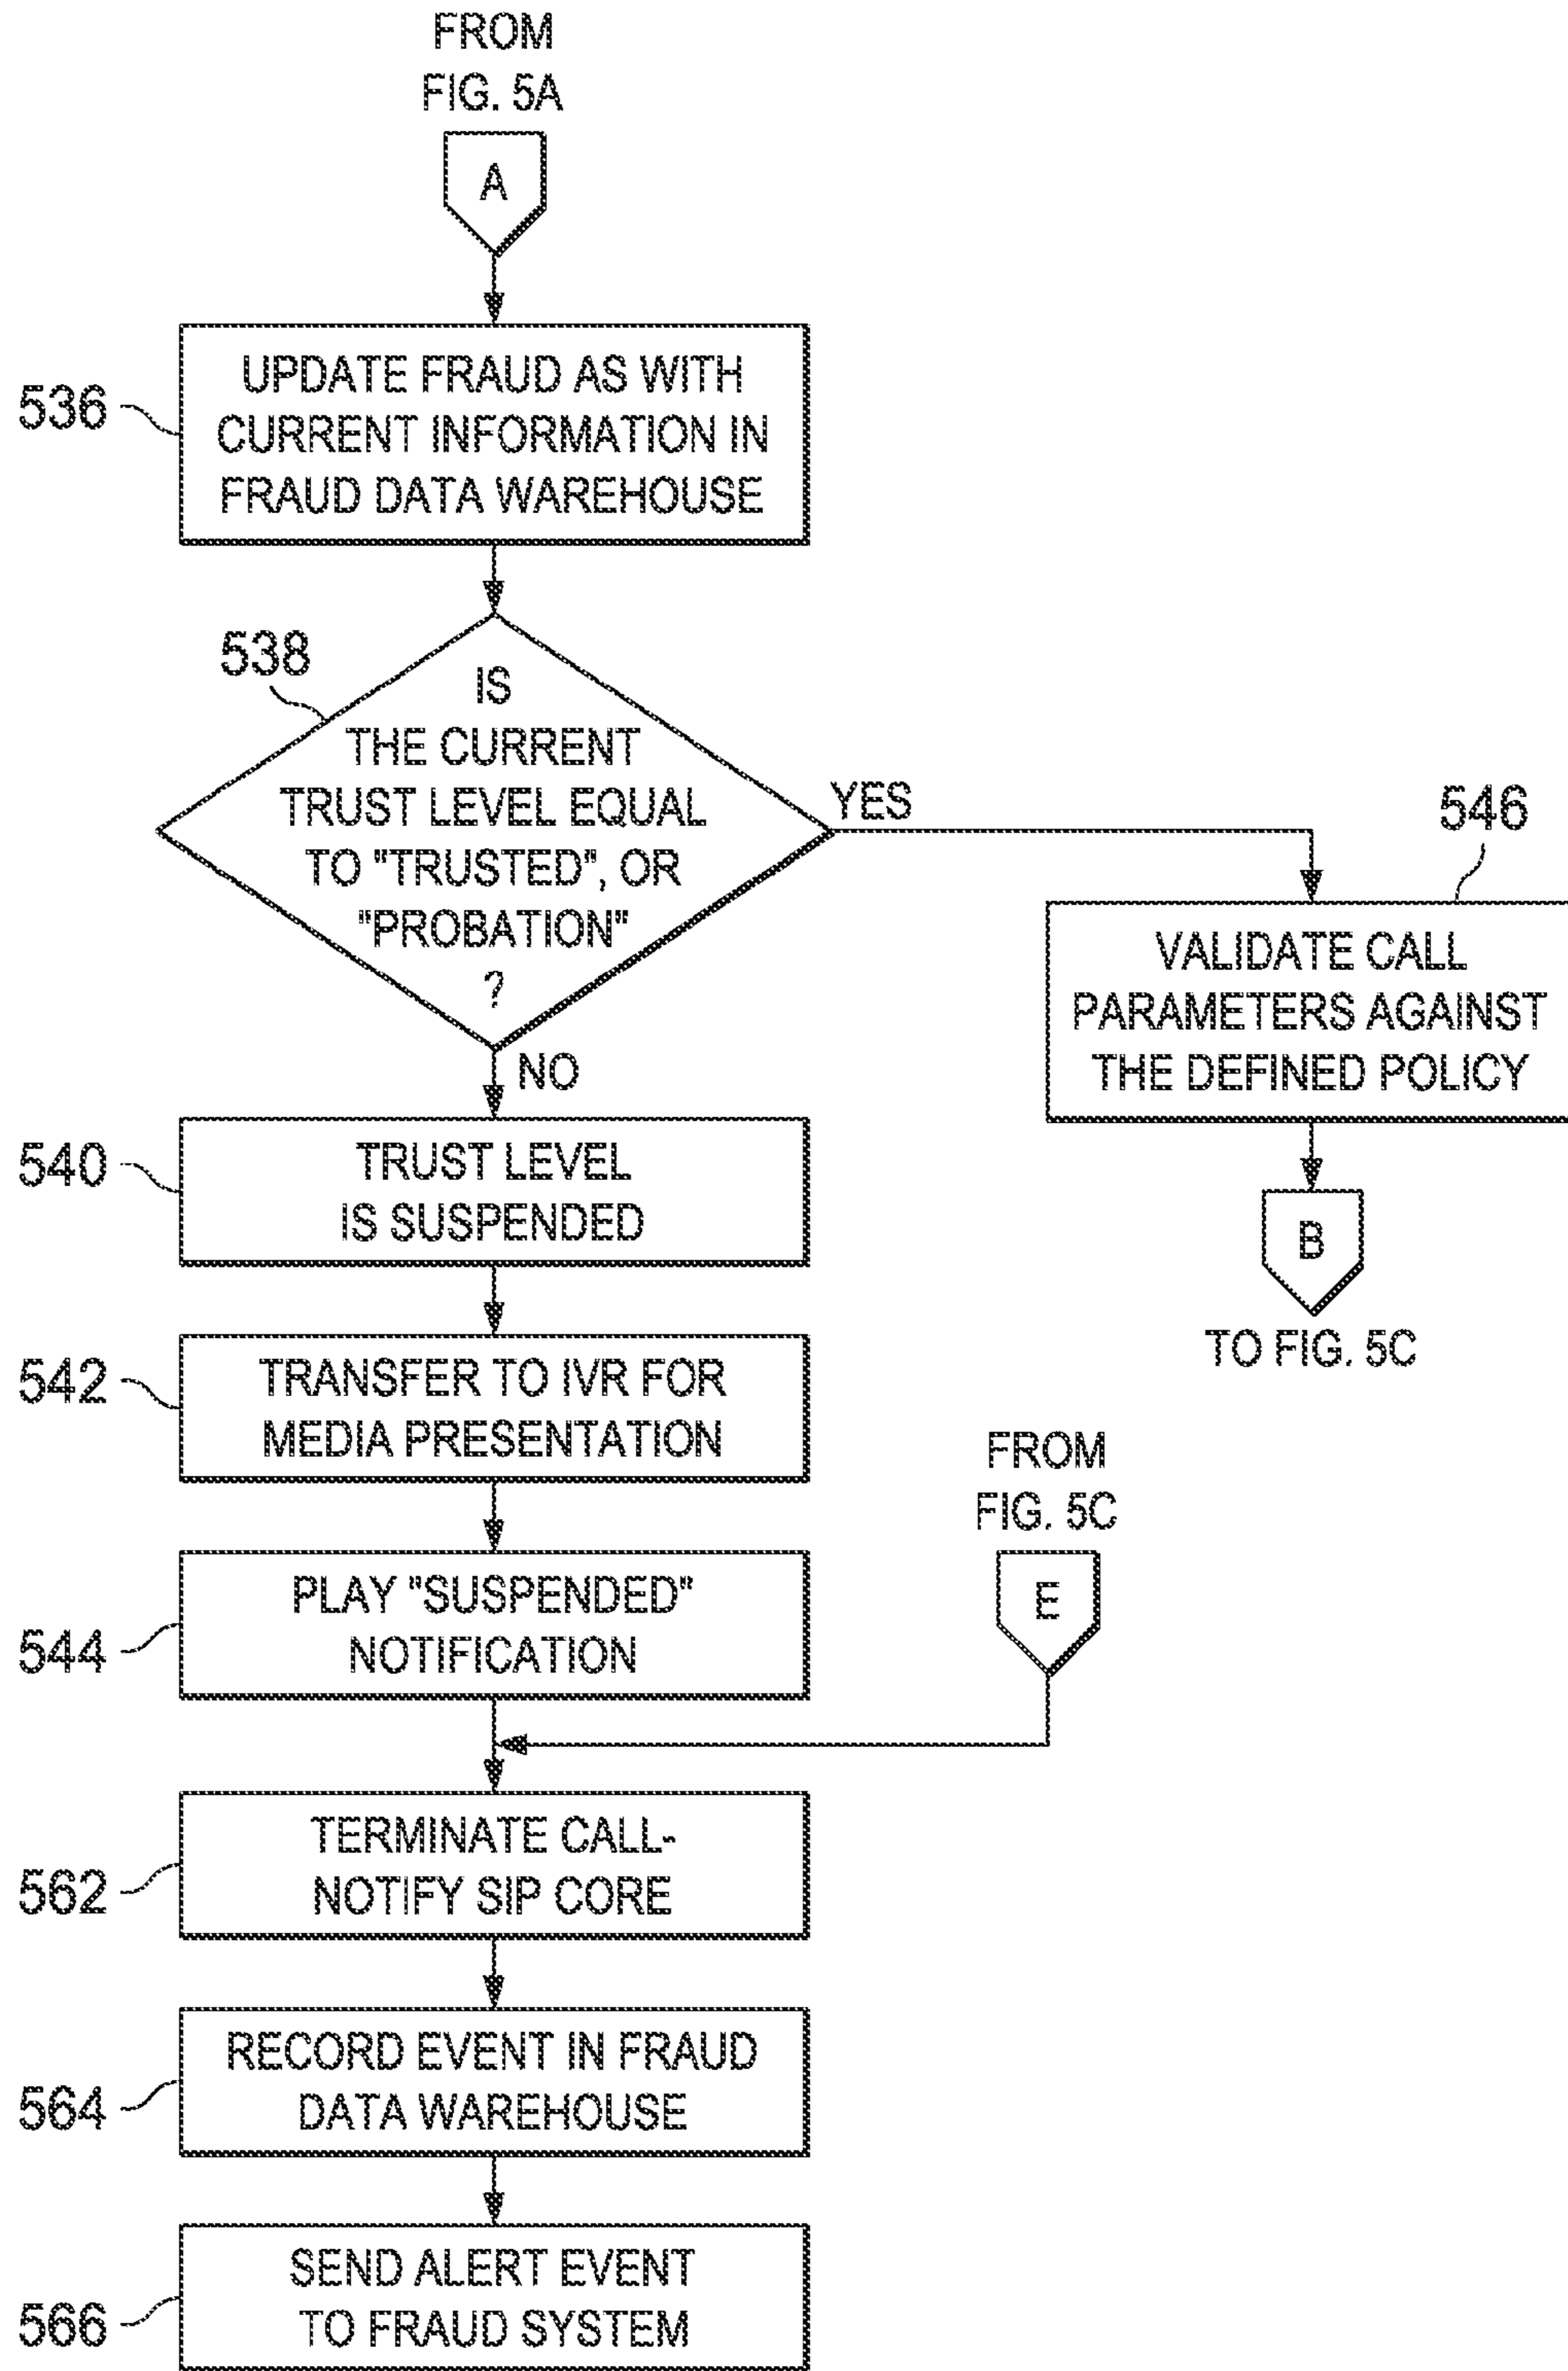 FROM
FIG. 5A
A
536
UPDATE FRAUD AS WITH
CURRENT INFORMATION IN
FRAUD DATA WAREHOUSE
538
IS
THE CURRENT
TRUST LEVEL EQUAL
TO "TRUSTED", OR
"PROBATION"
?
YES
NO
546
VALIDATE CALL
PARAMETERS AGAINST
THE DEFINED POLICY
B
TO FIG. 5C
540
TRUST LEVEL
IS SUSPENDED
542
TRANSFER TO IVR FOR
MEDIA PRESENTATION
544
PLAY "SUSPENDED"
NOTIFICATION
FROM
FIG. 5C
E
562
TERMINATE CALL-
NOTIFY SIP CORE
564
RECORD EVENT IN FRAUD
DATA WAREHOUSE
566
SEND ALERT EVENT
TO FRAUD SYSTEM